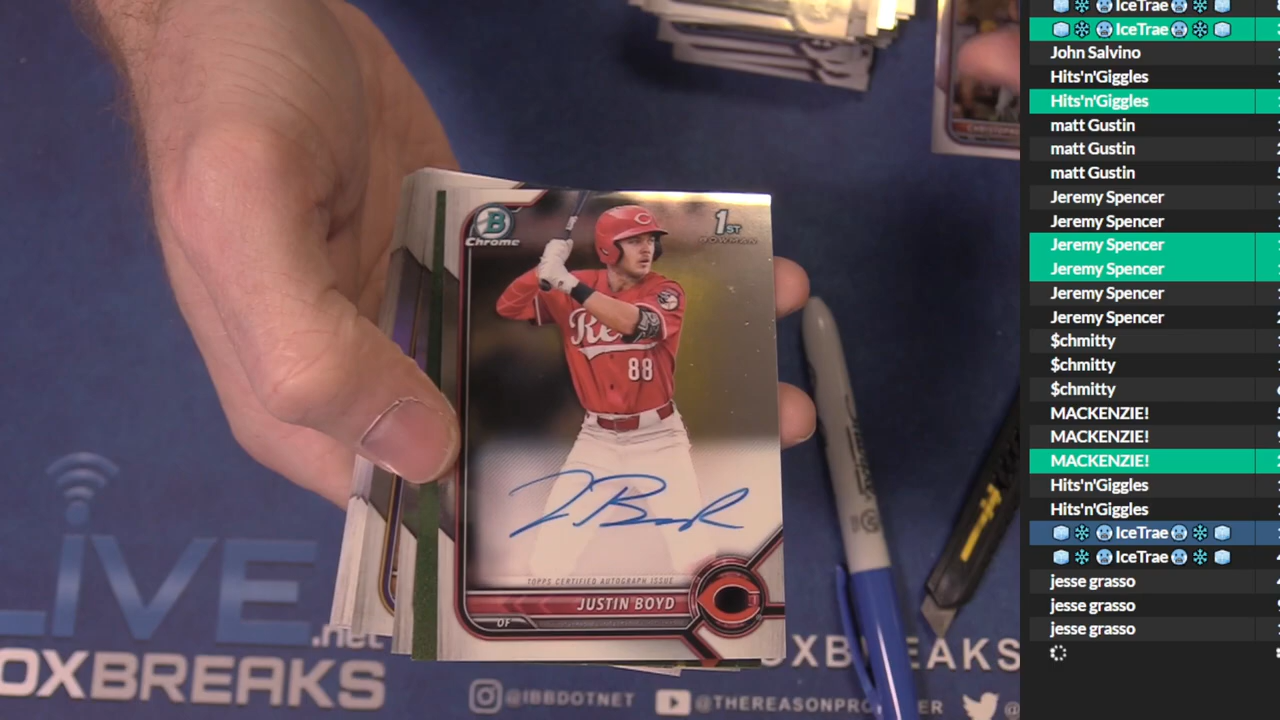 B
Chrome
1ST
BOWMAN
C
88
J. Boyd
TOPPS CERTIFIED AUTOGRAPH ISSUE
JUSTIN BOYD
OF
C
LIVE
.net
OXBREAKS
OXBREAKS
@IBBDOTNET
@
IceTrae
IceTrae
John Salvino
Hits'n'Giggles
Hits'n'Giggles
matt Gustin
matt Gustin
matt Gustin
Jeremy Spencer
Jeremy Spencer
Jeremy Spencer
Jeremy Spencer
Jeremy Spencer
Jeremy Spencer
$chmitty
$chmitty
$chmitty
MACKENZIE!
MACKENZIE!
MACKENZIE!
Hits'n'Giggles
Hits'n'Giggles
IceTrae
IceTrae
jesse grasso
jesse grasso
jesse grasso